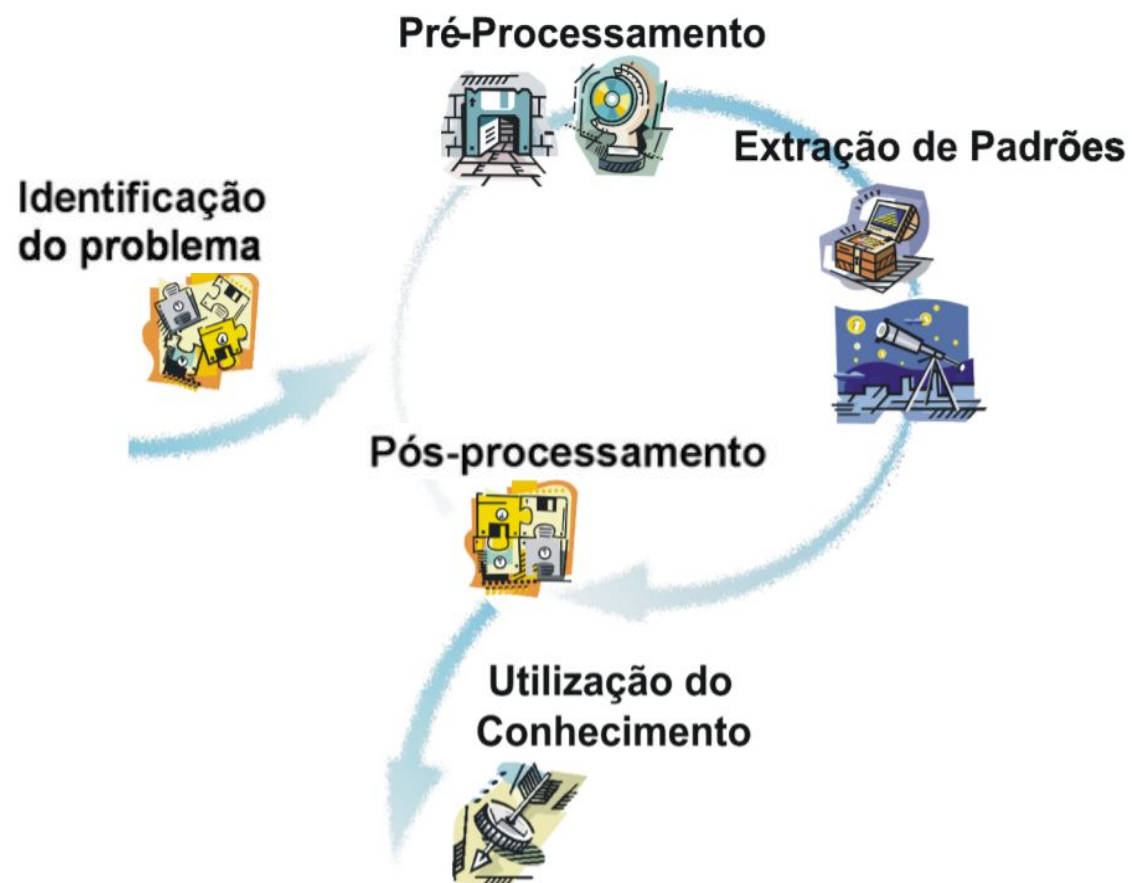 Pré-Processamento
Extração de Padrões
Identificação
do problema
Pós-processamento
Utilização do
Conhecimento